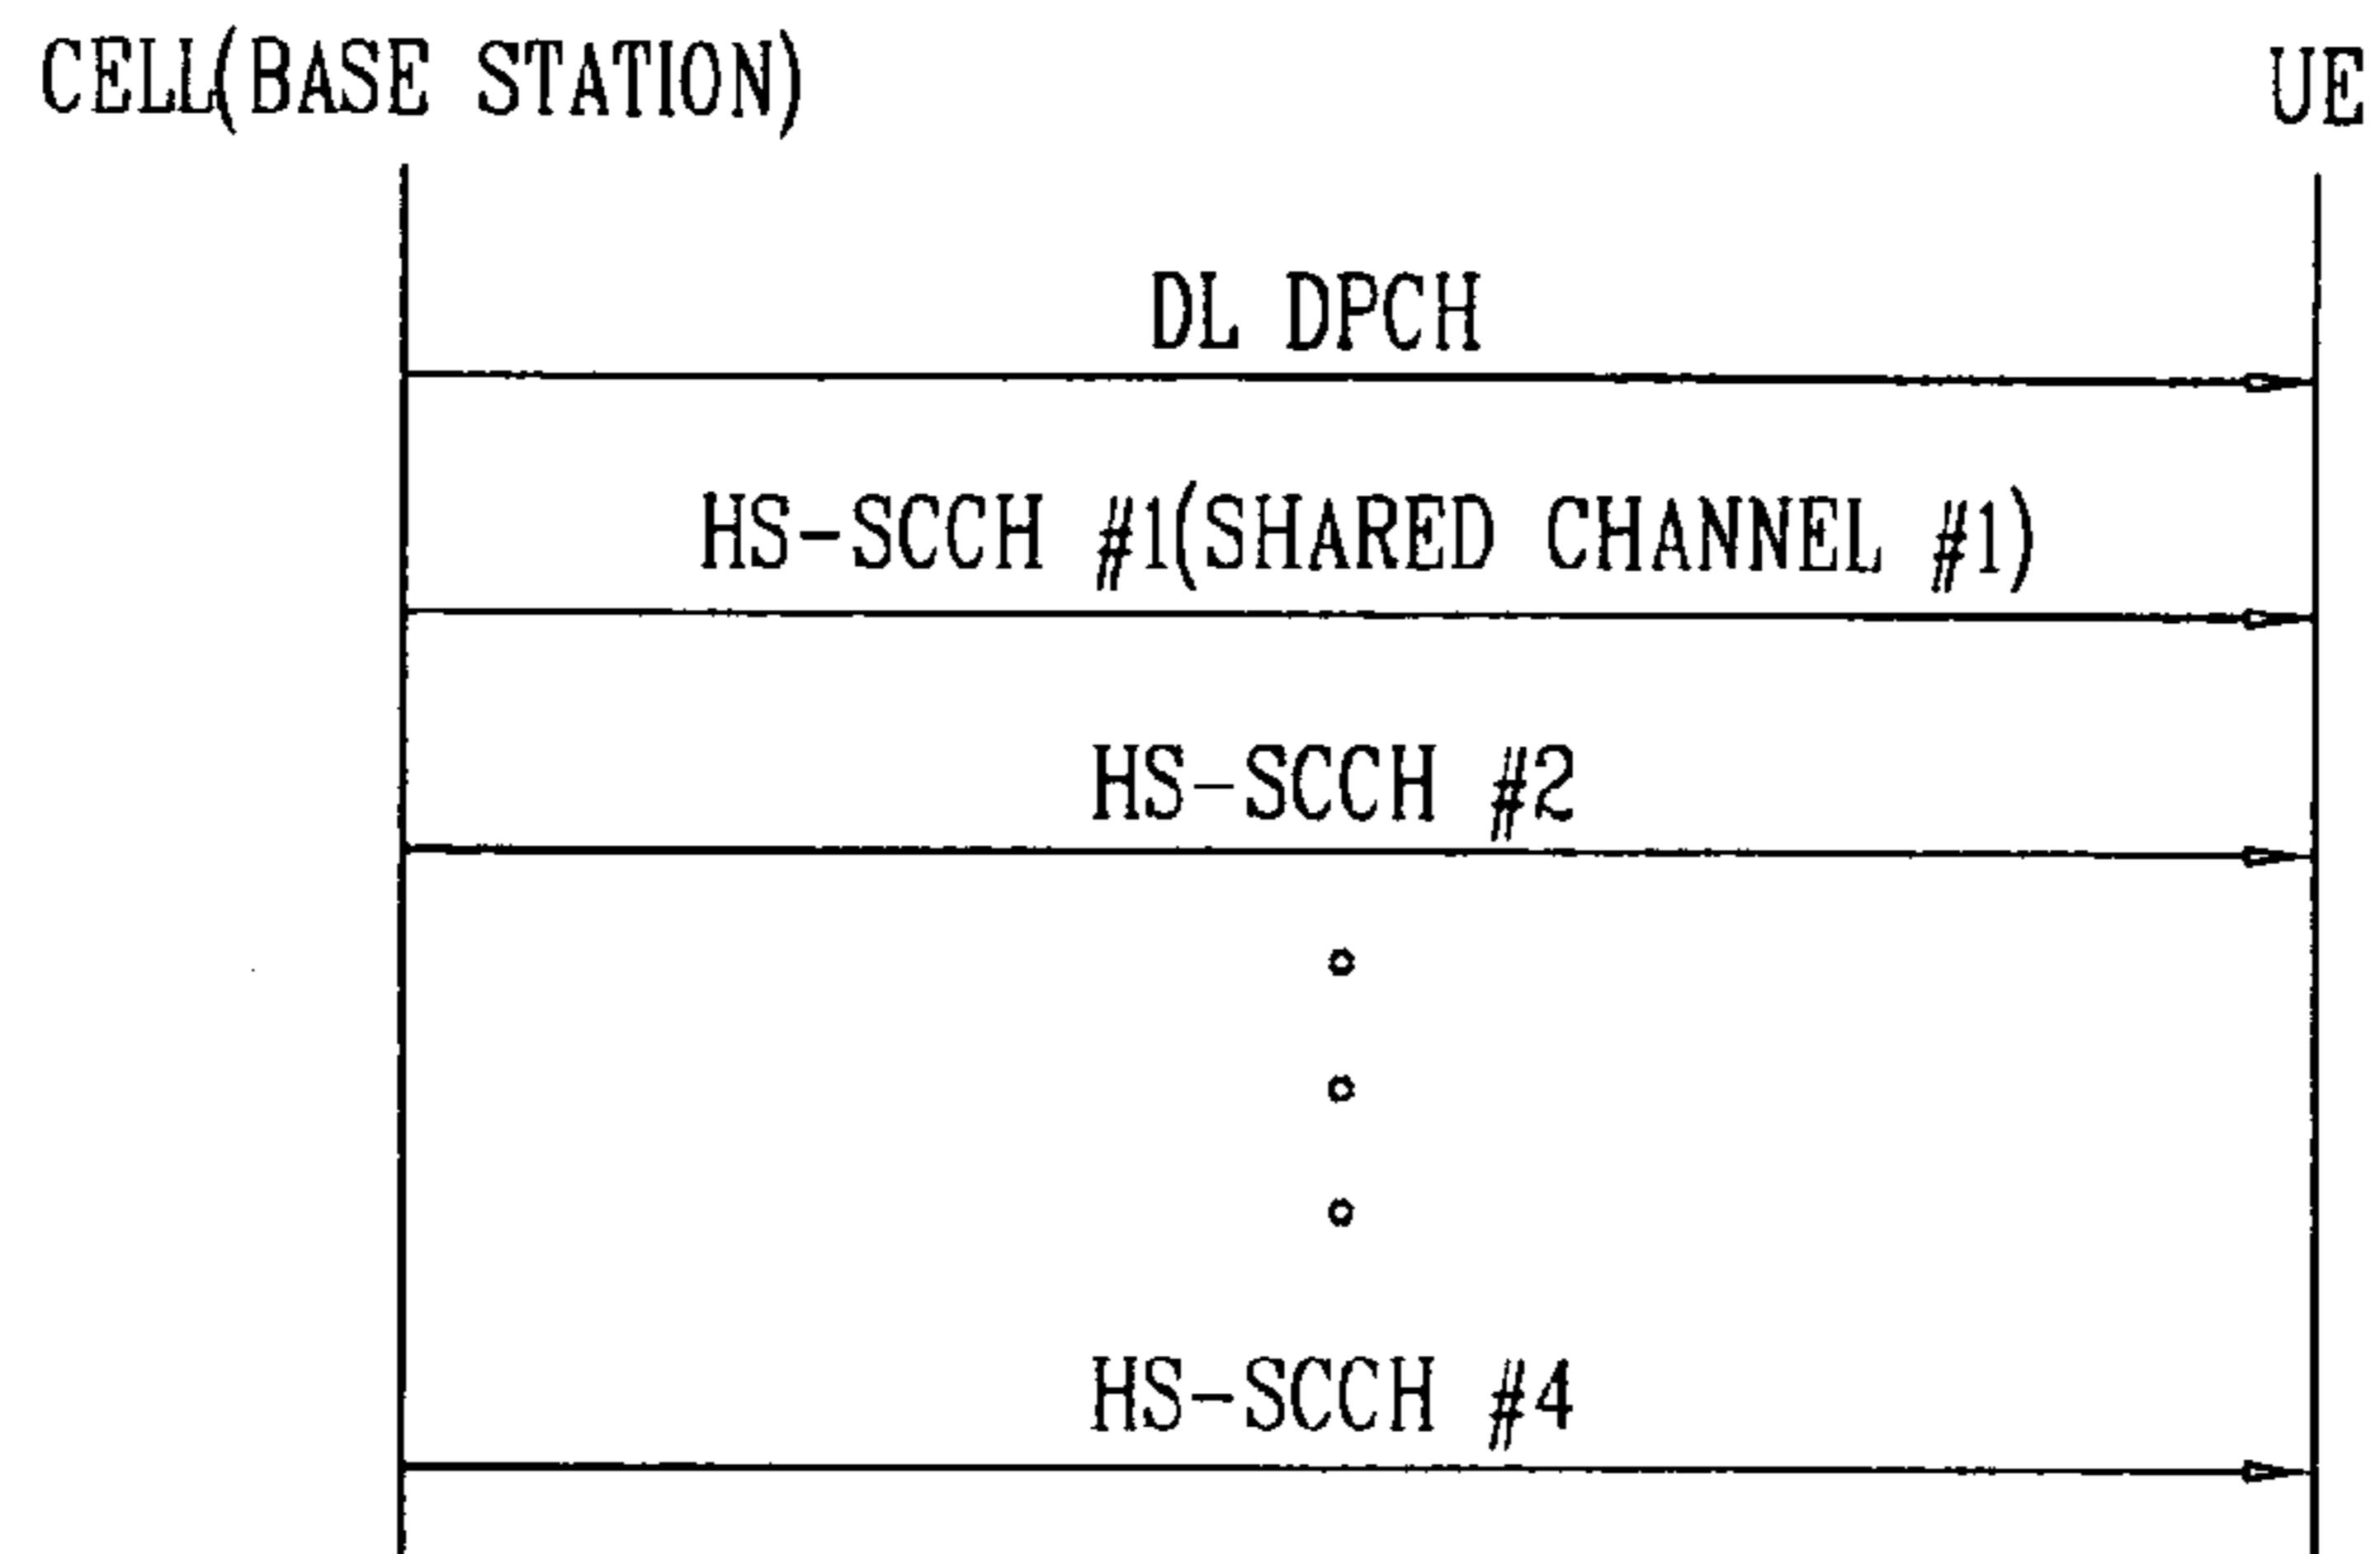 CELL(BASE STATION) UE
DL DPCH
HS-SCCH #1(SHARED CHANNEL #1)
HS-SCCH #2
HS-SCCH #4